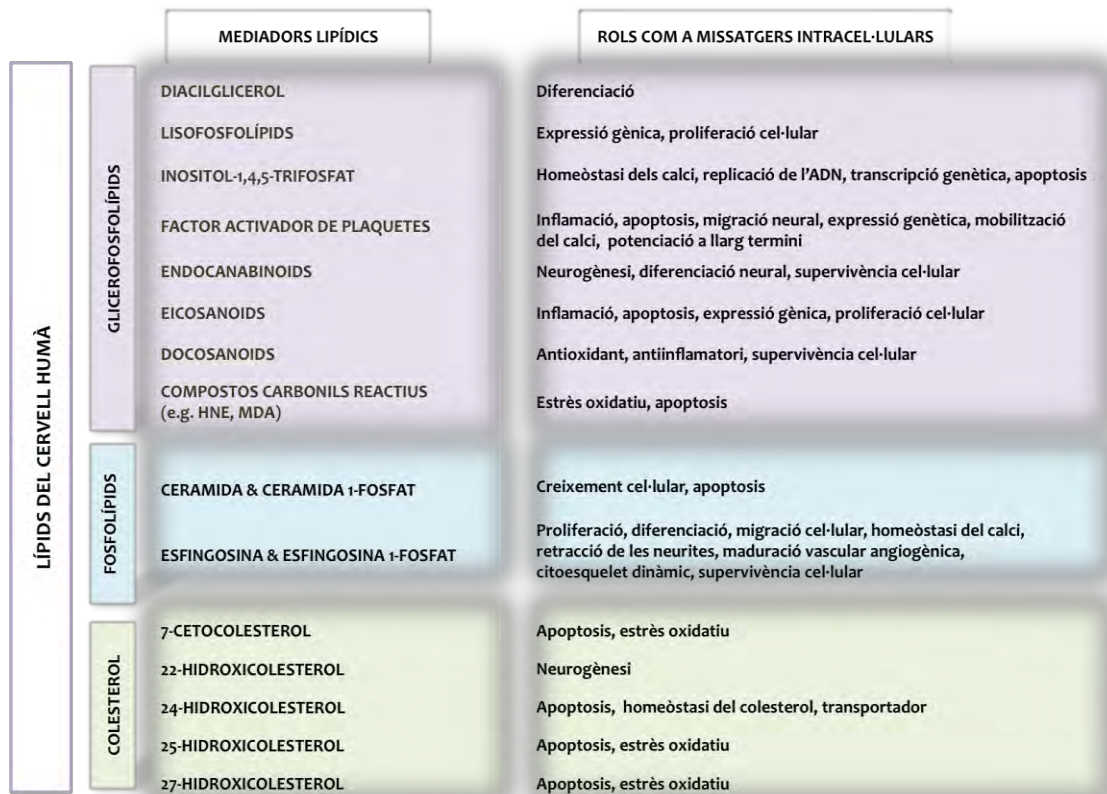 MEDIADORS LIPÍDICS
ROLS COM A MISSATGERS INTRACEL·LULARS
LÍPIDS DEL CERVELL HUMÀ
GLICEROFOSFOLÍPIDS
DIACILGLICEROL
Diferenciació
LISOFOSFOLÍPIDS
Expressió gènica, proliferació cel·lular
INOSITOL-1,4,5-TRIFOSFAT
Homeòstasi dels calci, replicació de l’ADN, transcripció genètica, apoptosis
FACTOR ACTIVADOR DE PLAQUETES
Inflamació, apoptosis, migració neural, expressió genètica, mobilització
del calci, potenciació a llarg termini
ENDOCANABINOIDS
Neurogènesi, diferenciació neural, supervivència cel·lular
EICOSANOIDS
Inflamació, apoptosis, expressió gènica, proliferació cel·lular
DOCOSANOIDS
Antioxidant, antiinflamatori, supervivència cel·lular
COMPOSTOS CARBONILS REACTIUS
(e.g. HNE, MDA)
Estrès oxidatiu, apoptosis
FOSFOLÍPIDS
CERAMIDA & CERAMIDA 1-FOSFAT
Creixement cel·lular, apoptosis
ESFINGOSINA & ESFINGOSINA 1-FOSFAT
Proliferació, diferenciació, migració cel·lular, homeòstasi del calci,
retracció de les neurites, maduració vascular angiogènica,
citoesquelet dinàmic, supervivència cel·lular
COLESTEROL
7-CETOCOLESTEROL
Apoptosis, estrès oxidatiu
22-HIDROXICOLESTEROL
Neurogènesi
24-HIDROXICOLESTEROL
Apoptosis, homeòstasi del colesterol, transportador
25-HIDROXICOLESTEROL
Apoptosis, estrès oxidatiu
27-HIDROXICOLESTEROL
Apoptosis, estrès oxidatiu